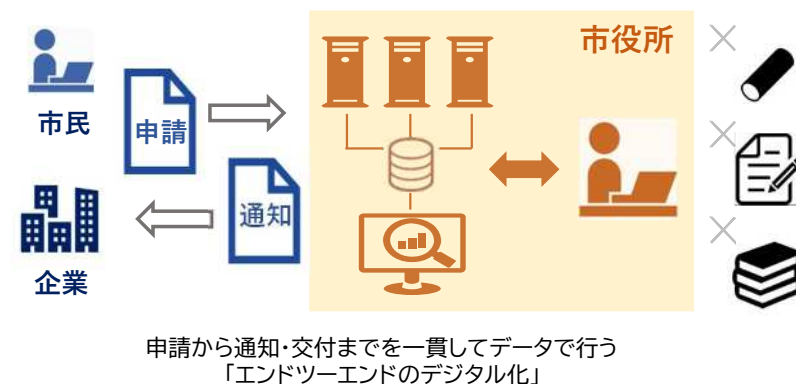 市役所
市民
申請
通知
企業
申請から通知・交付までを一貫してデータで行う
「エンドツーエンドのデジタル化」